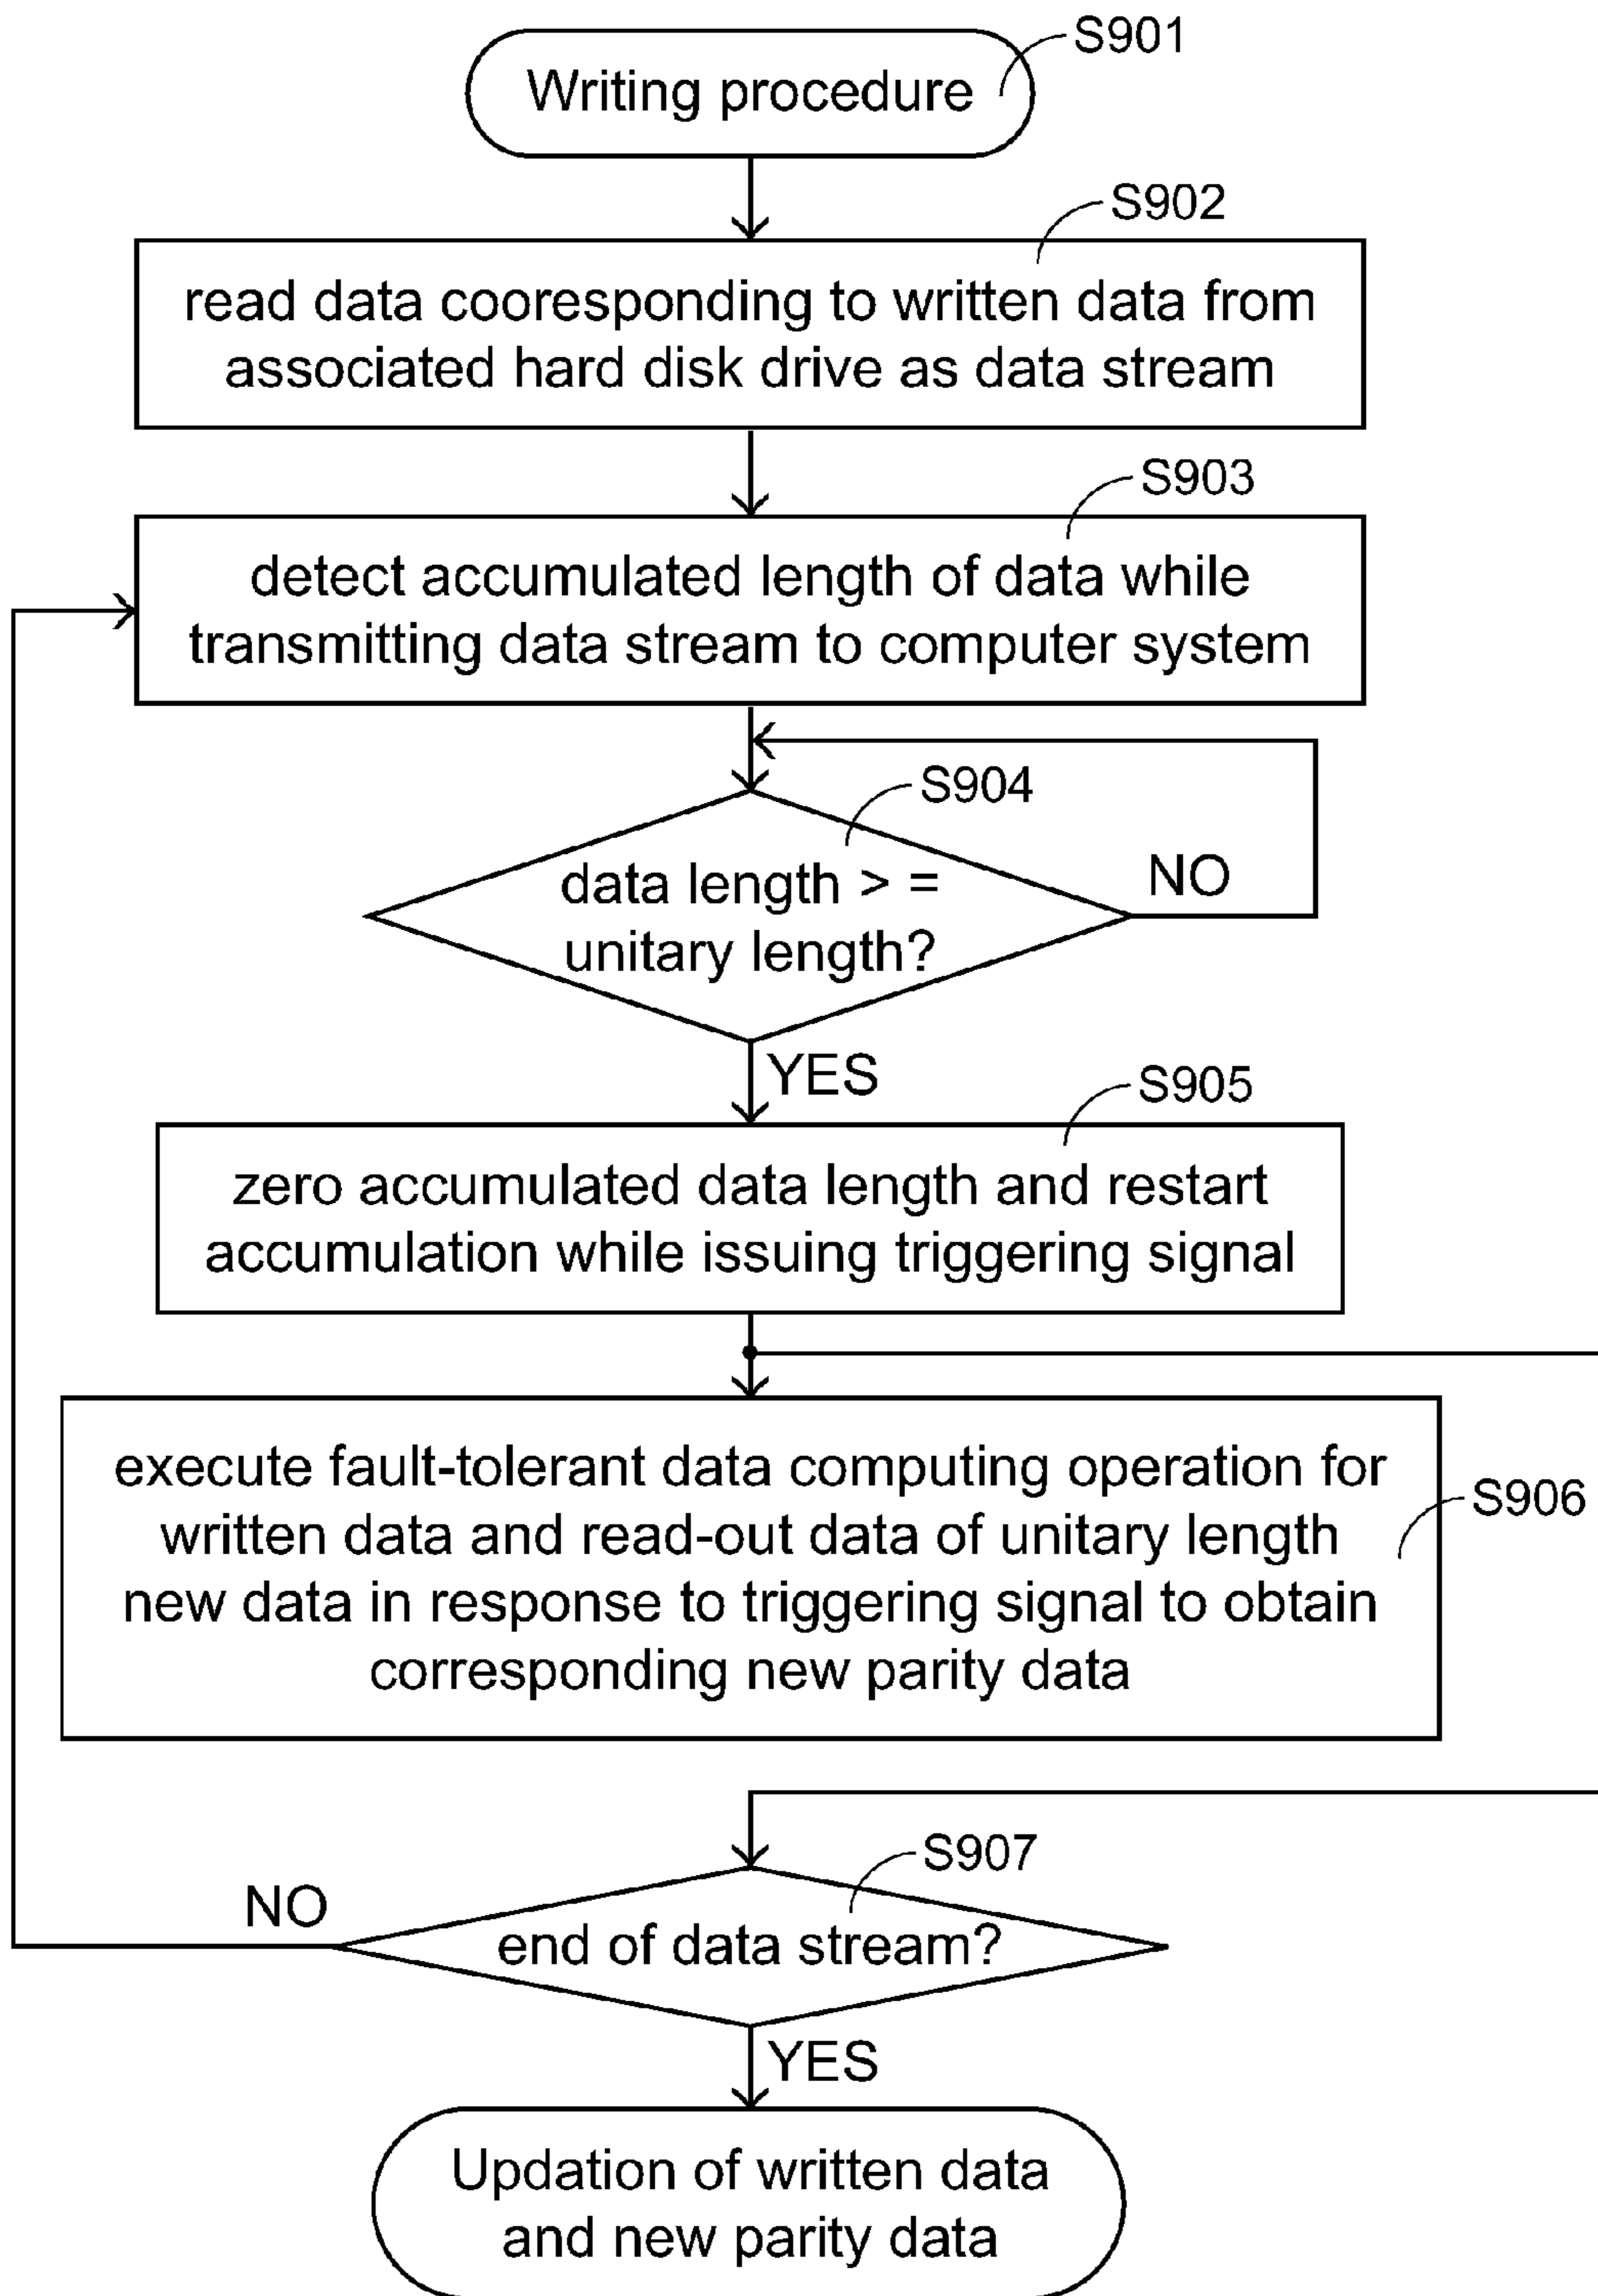 S901
Writing procedure
S902
read data cooresponding to written data from
associated hard disk drive as data stream
S903
detect accumulated length of data while
transmitting data stream to computer system
S904
data length > =
unitary length?
NO
YES
S905
zero accumulated data length and restart
accumulation while issuing triggering signal
execute fault-tolerant data computing operation for
written data and read-out data of unitary length
new data in response to triggering signal to obtain
corresponding new parity data
S906
S907
NO
end of data stream?
YES
Updation of written data
and new parity data